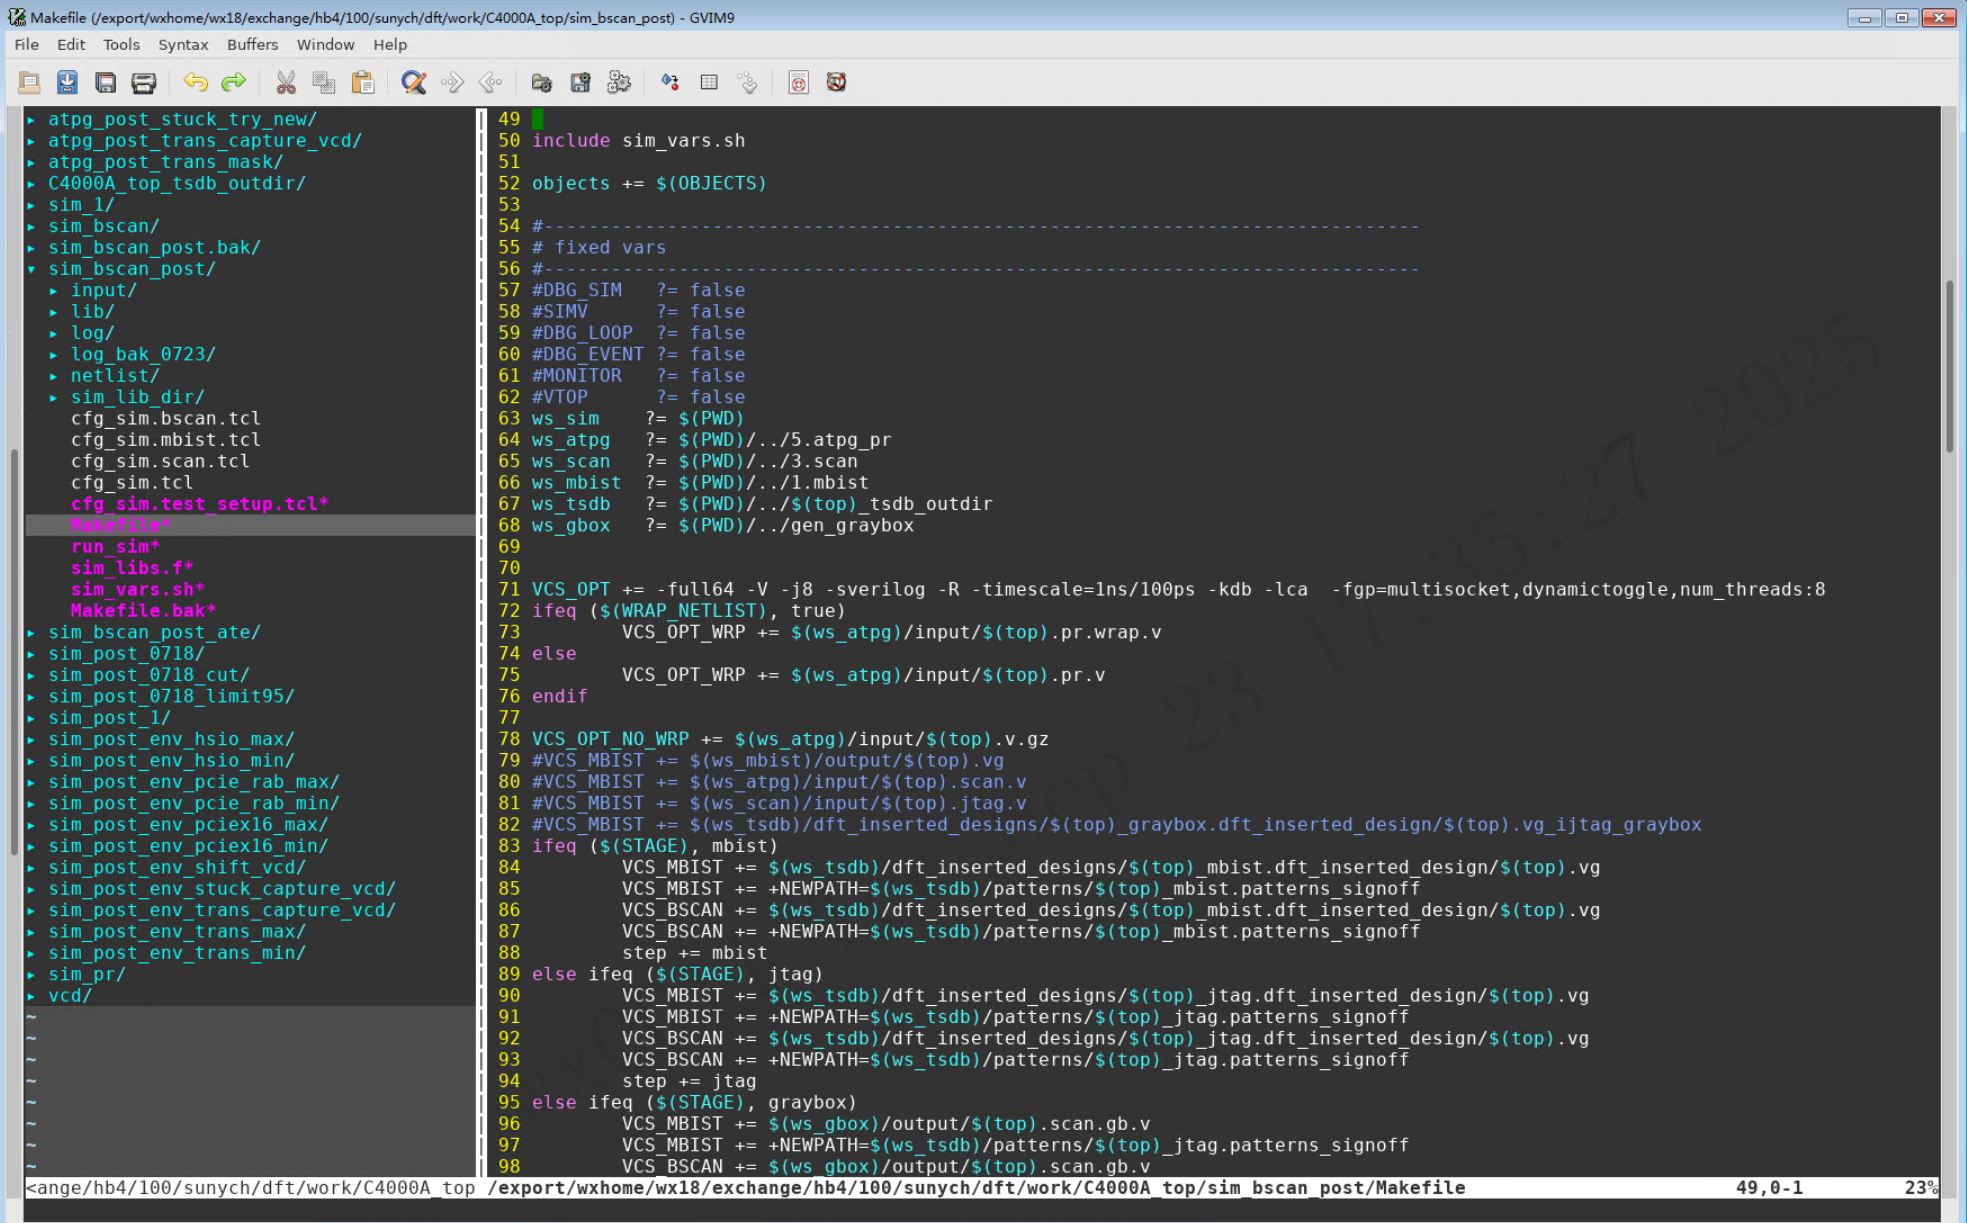 Makefile (/export/wxhome/wx18/exchange/hb4/100/sunych/dft/work/C4000A_top/sim_bscan_post) - GVIM9
File Edit Tools Syntax Buffers Window Help
▸ atpg_post_stuck_try_new/
▸ atpg_post_trans_capture_vcd/
▸ atpg_post_trans_mask/
▸ C4000A_top_tsdb_outdir/
▸ sim_1/
▸ sim_bscan/
▸ sim_bscan_post.bak/
▾ sim_bscan_post/
▸ input/
▸ lib/
▸ log/
▸ log_bak_0723/
▸ netlist/
▸ sim_lib_dir/
cfg_sim.bscan.tcl
cfg_sim.mbist.tcl
cfg_sim.scan.tcl
cfg_sim.tcl
cfg_sim.test_setup.tcl*
Makefile*
run_sim*
sim_libs.f*
sim_vars.sh*
Makefile.bak*
▸ sim_bscan_post_ate/
▸ sim_post_0718/
▸ sim_post_0718_cut/
▸ sim_post_0718_limit95/
▸ sim_post_1/
▸ sim_post_env_hsio_max/
▸ sim_post_env_hsio_min/
▸ sim_post_env_pcie_rab_max/
▸ sim_post_env_pcie_rab_min/
▸ sim_post_env_pciex16_max/
▸ sim_post_env_pciex16_min/
▸ sim_post_env_shift_vcd/
▸ sim_post_env_stuck_capture_vcd/
▸ sim_post_env_trans_capture_vcd/
▸ sim_post_env_trans_max/
▸ sim_post_env_trans_min/
▸ sim_pr/
▸ vcd/
~
~
~
~
~
~
~
~
49
50 include sim_vars.sh
51
52 objects += $(OBJECTS)
53
54 #------------------------------------------------------------------------------
55 # fixed vars
56 #------------------------------------------------------------------------------
57 #DBG_SIM   ?= false
58 #SIMV      ?= false
59 #DBG_LOOP  ?= false
60 #DBG_EVENT ?= false
61 #MONITOR   ?= false
62 #VTOP      ?= false
63 ws_sim    ?= $(PWD)
64 ws_atpg   ?= $(PWD)/../5.atpg_pr
65 ws_scan   ?= $(PWD)/../3.scan
66 ws_mbist  ?= $(PWD)/../1.mbist
67 ws_tsdb   ?= $(PWD)/../$(top)_tsdb_outdir
68 ws_gbox   ?= $(PWD)/../gen_graybox
69
70
71 VCS_OPT += -full64 -V -j8 -sverilog -R -timescale=1ns/100ps -kdb -lca  -fgp=multisocket,dynamictoggle,num_threads:8
72 ifeq ($(WRAP_NETLIST), true)
73         VCS_OPT_WRP += $(ws_atpg)/input/$(top).pr.wrap.v
74 else
75         VCS_OPT_WRP += $(ws_atpg)/input/$(top).pr.v
76 endif
77
78 VCS_OPT_NO_WRP += $(ws_atpg)/input/$(top).v.gz
79 #VCS_MBIST += $(ws_mbist)/output/$(top).vg
80 #VCS_MBIST += $(ws_atpg)/input/$(top).scan.v
81 #VCS_MBIST += $(ws_scan)/input/$(top).jtag.v
82 #VCS_MBIST += $(ws_tsdb)/dft_inserted_designs/$(top)_graybox.dft_inserted_design/$(top).vg_ijtag_graybox
83 ifeq ($(STAGE), mbist)
84         VCS_MBIST += $(ws_tsdb)/dft_inserted_designs/$(top)_mbist.dft_inserted_design/$(top).vg
85         VCS_MBIST += +NEWPATH=$(ws_tsdb)/patterns/$(top)_mbist.patterns_signoff
86         VCS_BSCAN += $(ws_tsdb)/dft_inserted_designs/$(top)_mbist.dft_inserted_design/$(top).vg
87         VCS_BSCAN += +NEWPATH=$(ws_tsdb)/patterns/$(top)_mbist.patterns_signoff
88         step += mbist
89 else ifeq ($(STAGE), jtag)
90         VCS_MBIST += $(ws_tsdb)/dft_inserted_designs/$(top)_jtag.dft_inserted_design/$(top).vg
91         VCS_MBIST += +NEWPATH=$(ws_tsdb)/patterns/$(top)_jtag.patterns_signoff
92         VCS_BSCAN += $(ws_tsdb)/dft_inserted_designs/$(top)_jtag.dft_inserted_design/$(top).vg
93         VCS_BSCAN += +NEWPATH=$(ws_tsdb)/patterns/$(top)_jtag.patterns_signoff
94         step += jtag
95 else ifeq ($(STAGE), graybox)
96         VCS_MBIST += $(ws_gbox)/output/$(top).scan.gb.v
97         VCS_MBIST += +NEWPATH=$(ws_tsdb)/patterns/$(top)_jtag.patterns_signoff
98         VCS_BSCAN += $(ws_gbox)/output/$(top).scan.gb.v
<ange/hb4/100/sunych/dft/work/C4000A_top /export/wxhome/wx18/exchange/hb4/100/sunych/dft/work/C4000A_top/sim_bscan_post/Makefile 49,0-1 23%
Sep 23 17:35:27 2025